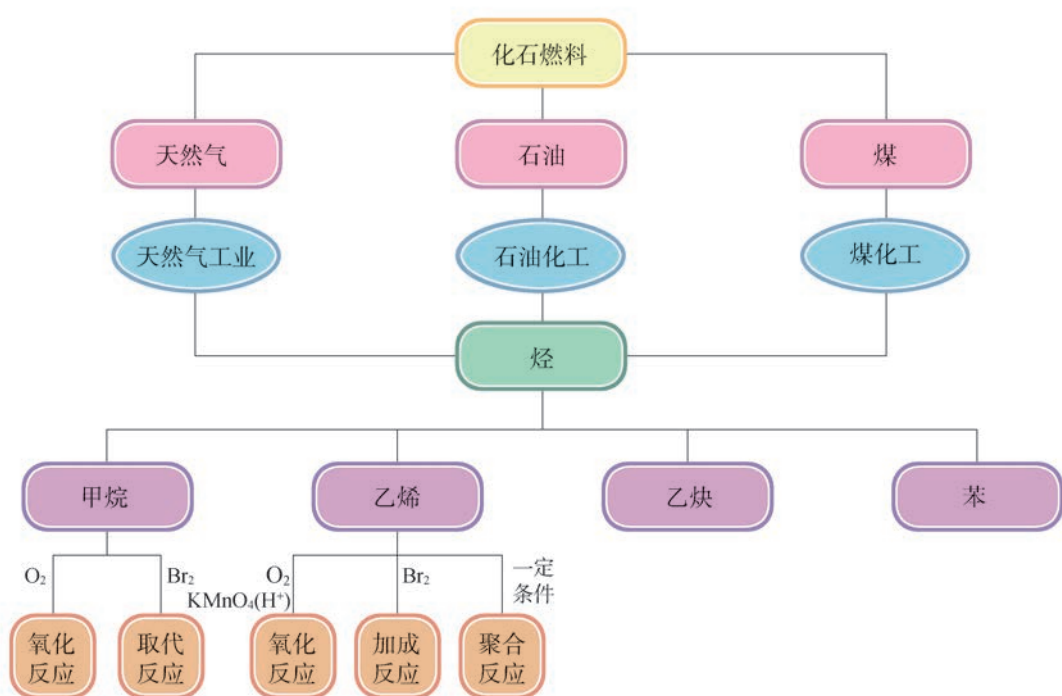 化石燃料
天然气
石油
煤
天然气工业
石油化工
煤化工
烃
甲烷
乙烯
乙炔
苯
O₂
Br₂
O₂
KMnO₄(H⁺)
Br₂
一定
条件
氧化
反应
取代
反应
氧化
反应
加成
反应
聚合
反应